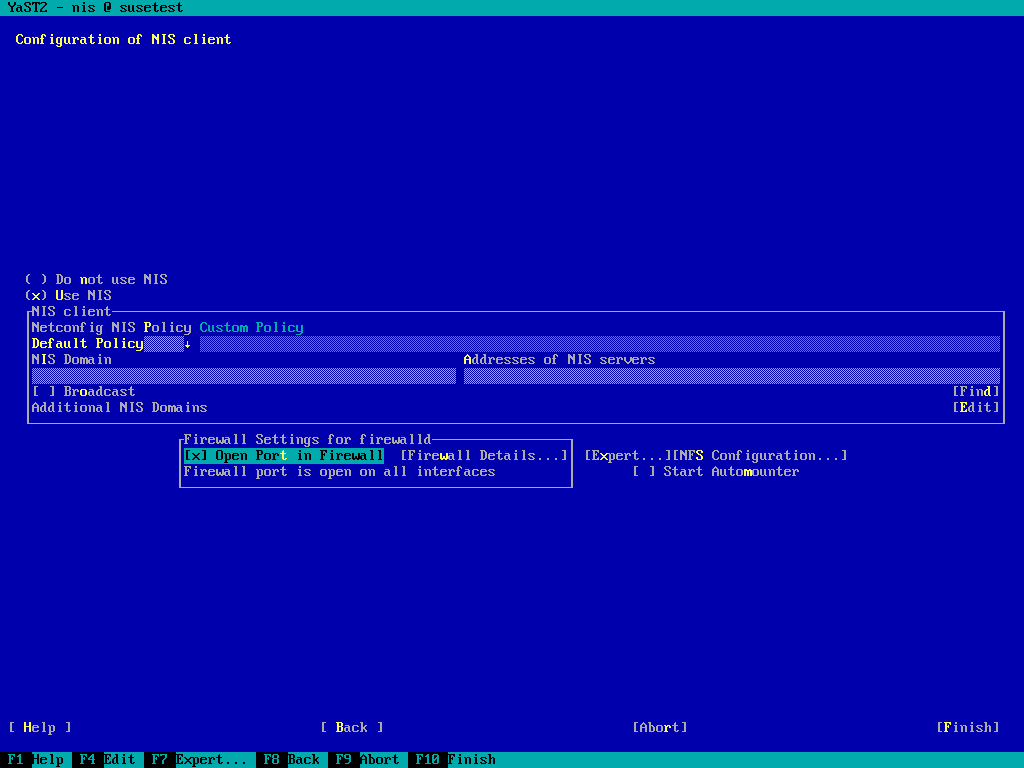 YaST2 - nis @ susetest
Configuration of NIS client
( ) Do not use NIS
(x) Use NIS
NIS client
Netconfig NIS Policy Custom Policy
Default Policy ↓
NIS Domain Addresses of NIS servers
[ ] Broadcast [Find]
Additional NIS Domains [Edit]
Firewall Settings for firewalld
[x] Open Port in Firewall [Firewall Details...] [Expert...][NFS Configuration...]
Firewall port is open on all interfaces [ ] Start Automounter
[ Help ] [ Back ] [Abort] [Finish]
F1 Help F4 Edit F7 Expert... F8 Back F9 Abort F10 Finish